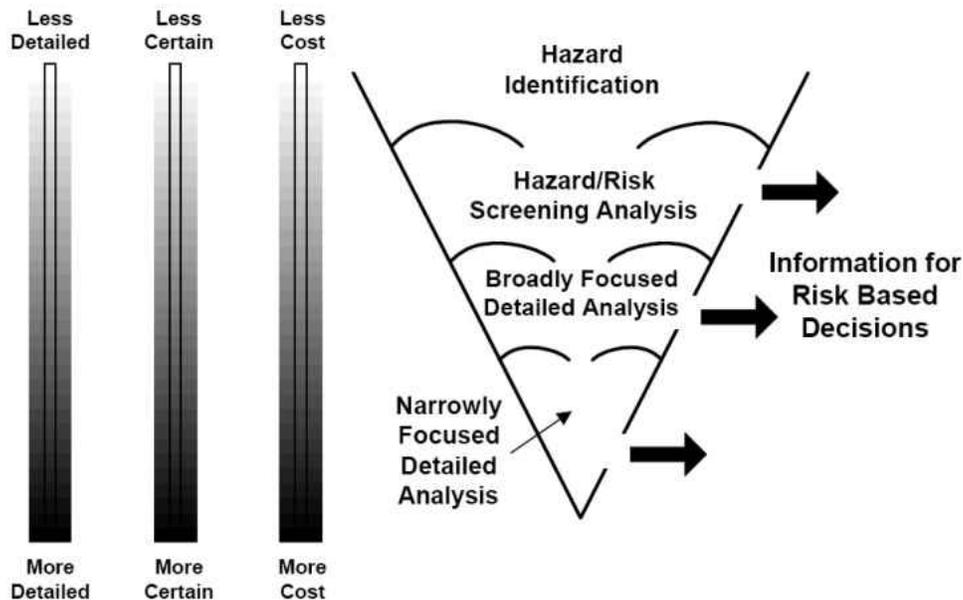 Less
Detailed
Less
Certain
Less
Cost
Hazard
Identification
Hazard/Risk
Screening Analysis
Broadly Focused
Detailed Analysis
Information for
Risk Based
Decisions
Narrowly
Focused
Detailed
Analysis
More
Detailed
More
Certain
More
Cost